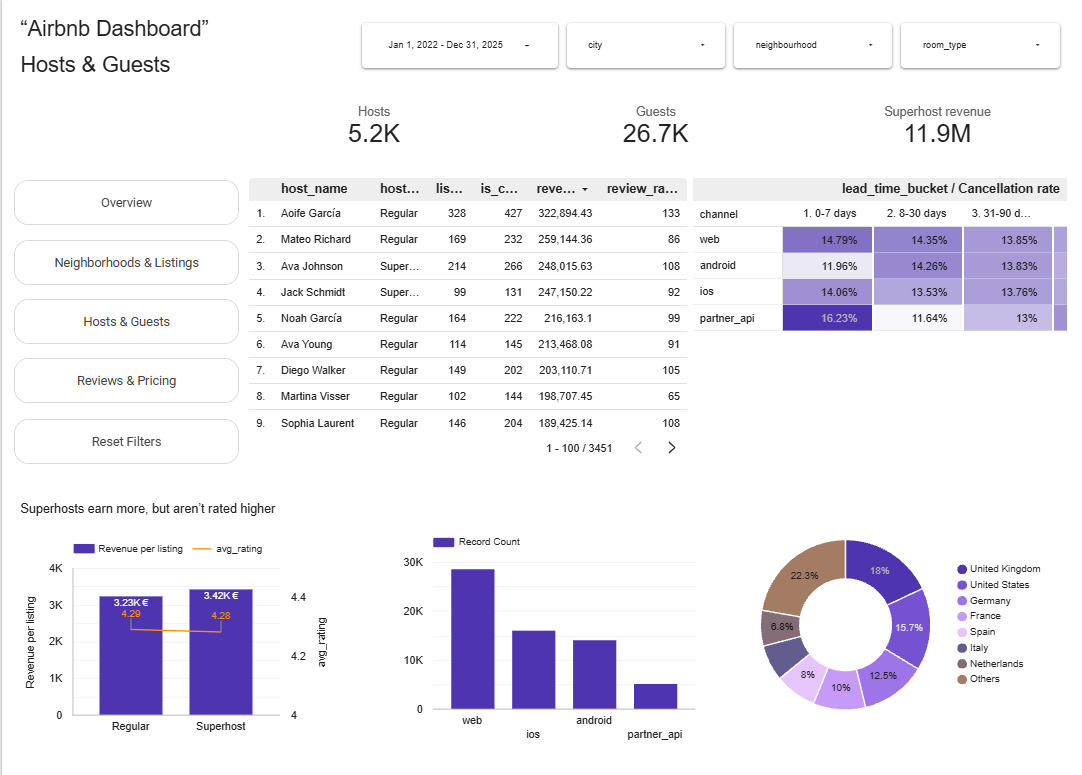 “Airbnb Dashboard”
Hosts & Guests
Jan 1, 2022 - Dec 31, 2025
city
neighbourhood
room_type
Hosts
5.2K
Guests
26.7K
Superhost revenue
11.9M
Overview
Neighborhoods & Listings
Hosts & Guests
Reviews & Pricing
Reset Filters
host_name host... lis... is_c... reve... review_ra...
1. Aoife García Regular 328 427 322,894.43 133
2. Mateo Richard Regular 169 232 259,144.36 86
3. Ava Johnson Super... 214 266 248,015.63 108
4. Jack Schmidt Super... 99 131 247,150.22 92
5. Noah García Regular 164 222 216,163.1 99
6. Ava Young Regular 114 145 213,468.08 91
7. Diego Walker Regular 149 202 203,110.71 105
8. Martina Visser Regular 102 144 198,707.45 65
9. Sophia Laurent Regular 146 204 189,425.14 108
1 - 100 / 3451
lead_time_bucket / Cancellation rate
channel 1. 0-7 days 2. 8-30 days 3. 31-90 d...
web 14.79% 14.35% 13.85%
android 11.96% 14.26% 13.83%
ios 14.06% 13.53% 13.76%
partner_api 16.23% 11.64% 13%
Superhosts earn more, but aren’t rated higher
Revenue per listing avg_rating
Revenue per listing
4K
3K
2K
1K
0
3.23K €
4.29
3.42K €
4.28
4.4
4.2
4
avg_rating
Regular Superhost
Record Count
30K
20K
10K
0
web
ios
android
partner_api
18%
15.7%
12.5%
10%
8%
6.8%
22.3%
United Kingdom
United States
Germany
France
Spain
Italy
Netherlands
Others